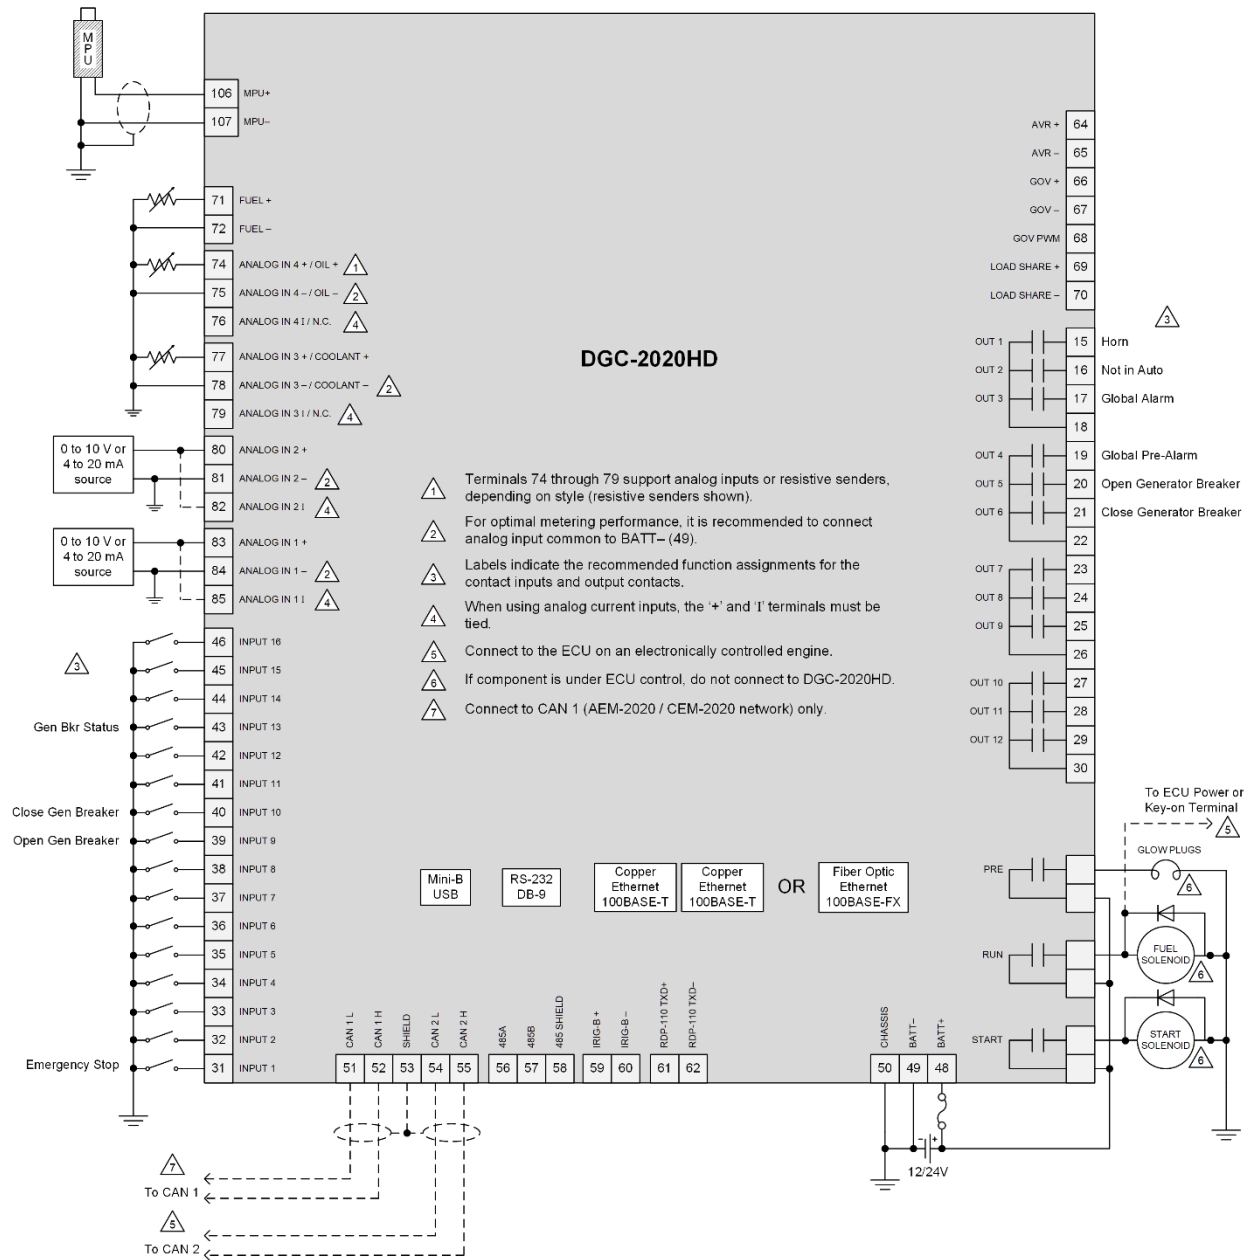 MPU
106 MPU+
107 MPU–
71 FUEL +
72 FUEL –
74 ANALOG IN 4 + / OIL + 1
75 ANALOG IN 4 – / OIL – 2
76 ANALOG IN 4 I / N.C. 4
77 ANALOG IN 3 + / COOLANT +
78 ANALOG IN 3 – / COOLANT – 2
79 ANALOG IN 3 I / N.C. 4
0 to 10 V or
4 to 20 mA
source
80 ANALOG IN 2 +
81 ANALOG IN 2 – 2
82 ANALOG IN 2 I 4
0 to 10 V or
4 to 20 mA
source
83 ANALOG IN 1 +
84 ANALOG IN 1 – 2
85 ANALOG IN 1 I 4
3
46 INPUT 16
45 INPUT 15
44 INPUT 14
Gen Bkr Status 43 INPUT 13
42 INPUT 12
41 INPUT 11
Close Gen Breaker 40 INPUT 10
Open Gen Breaker 39 INPUT 9
38 INPUT 8
37 INPUT 7
36 INPUT 6
35 INPUT 5
34 INPUT 4
33 INPUT 3
32 INPUT 2
Emergency Stop 31 INPUT 1
DGC-2020HD
1 Terminals 74 through 79 support analog inputs or resistive senders,
depending on style (resistive senders shown).
2 For optimal metering performance, it is recommended to connect
analog input common to BATT– (49).
3 Labels indicate the recommended function assignments for the
contact inputs and output contacts.
4 When using analog current inputs, the ‘+’ and ‘I’ terminals must be
tied.
5 Connect to the ECU on an electronically controlled engine.
6 If component is under ECU control, do not connect to DGC-2020HD.
7 Connect to CAN 1 (AEM-2020 / CEM-2020 network) only.
Mini-B
USB
RS-232
DB-9
Copper
Ethernet
100BASE-T
Copper
Ethernet
100BASE-T
OR
Fiber Optic
Ethernet
100BASE-FX
AVR + 64
AVR – 65
GOV + 66
GOV – 67
GOV PWM 68
LOAD SHARE + 69
LOAD SHARE – 70
3
OUT 1 15 Horn
OUT 2 16 Not in Auto
OUT 3 17 Global Alarm
18
OUT 4 19 Global Pre-Alarm
OUT 5 20 Open Generator Breaker
OUT 6 21 Close Generator Breaker
22
OUT 7 23
OUT 8 24
OUT 9 25
26
OUT 10 27
OUT 11 28
OUT 12 29
30
To ECU Power or
Key-on Terminal
5
GLOW PLUGS
PRE
6
RUN
FUEL
SOLENOID
6
START
START
SOLENOID
6
CAN 1 L
CAN 1 H
SHIELD
CAN 2 L
CAN 2 H
485A
485B
485 SHIELD
IRIG-B +
IRIG-B –
RDP-110 TXD+
RDP-110 TXD–
CHASSIS
BATT–
BATT+
51 52 53 54 55 56 57 58 59 60 61 62 50 49 48
- +
12/24V
7
To CAN 1
5
To CAN 2